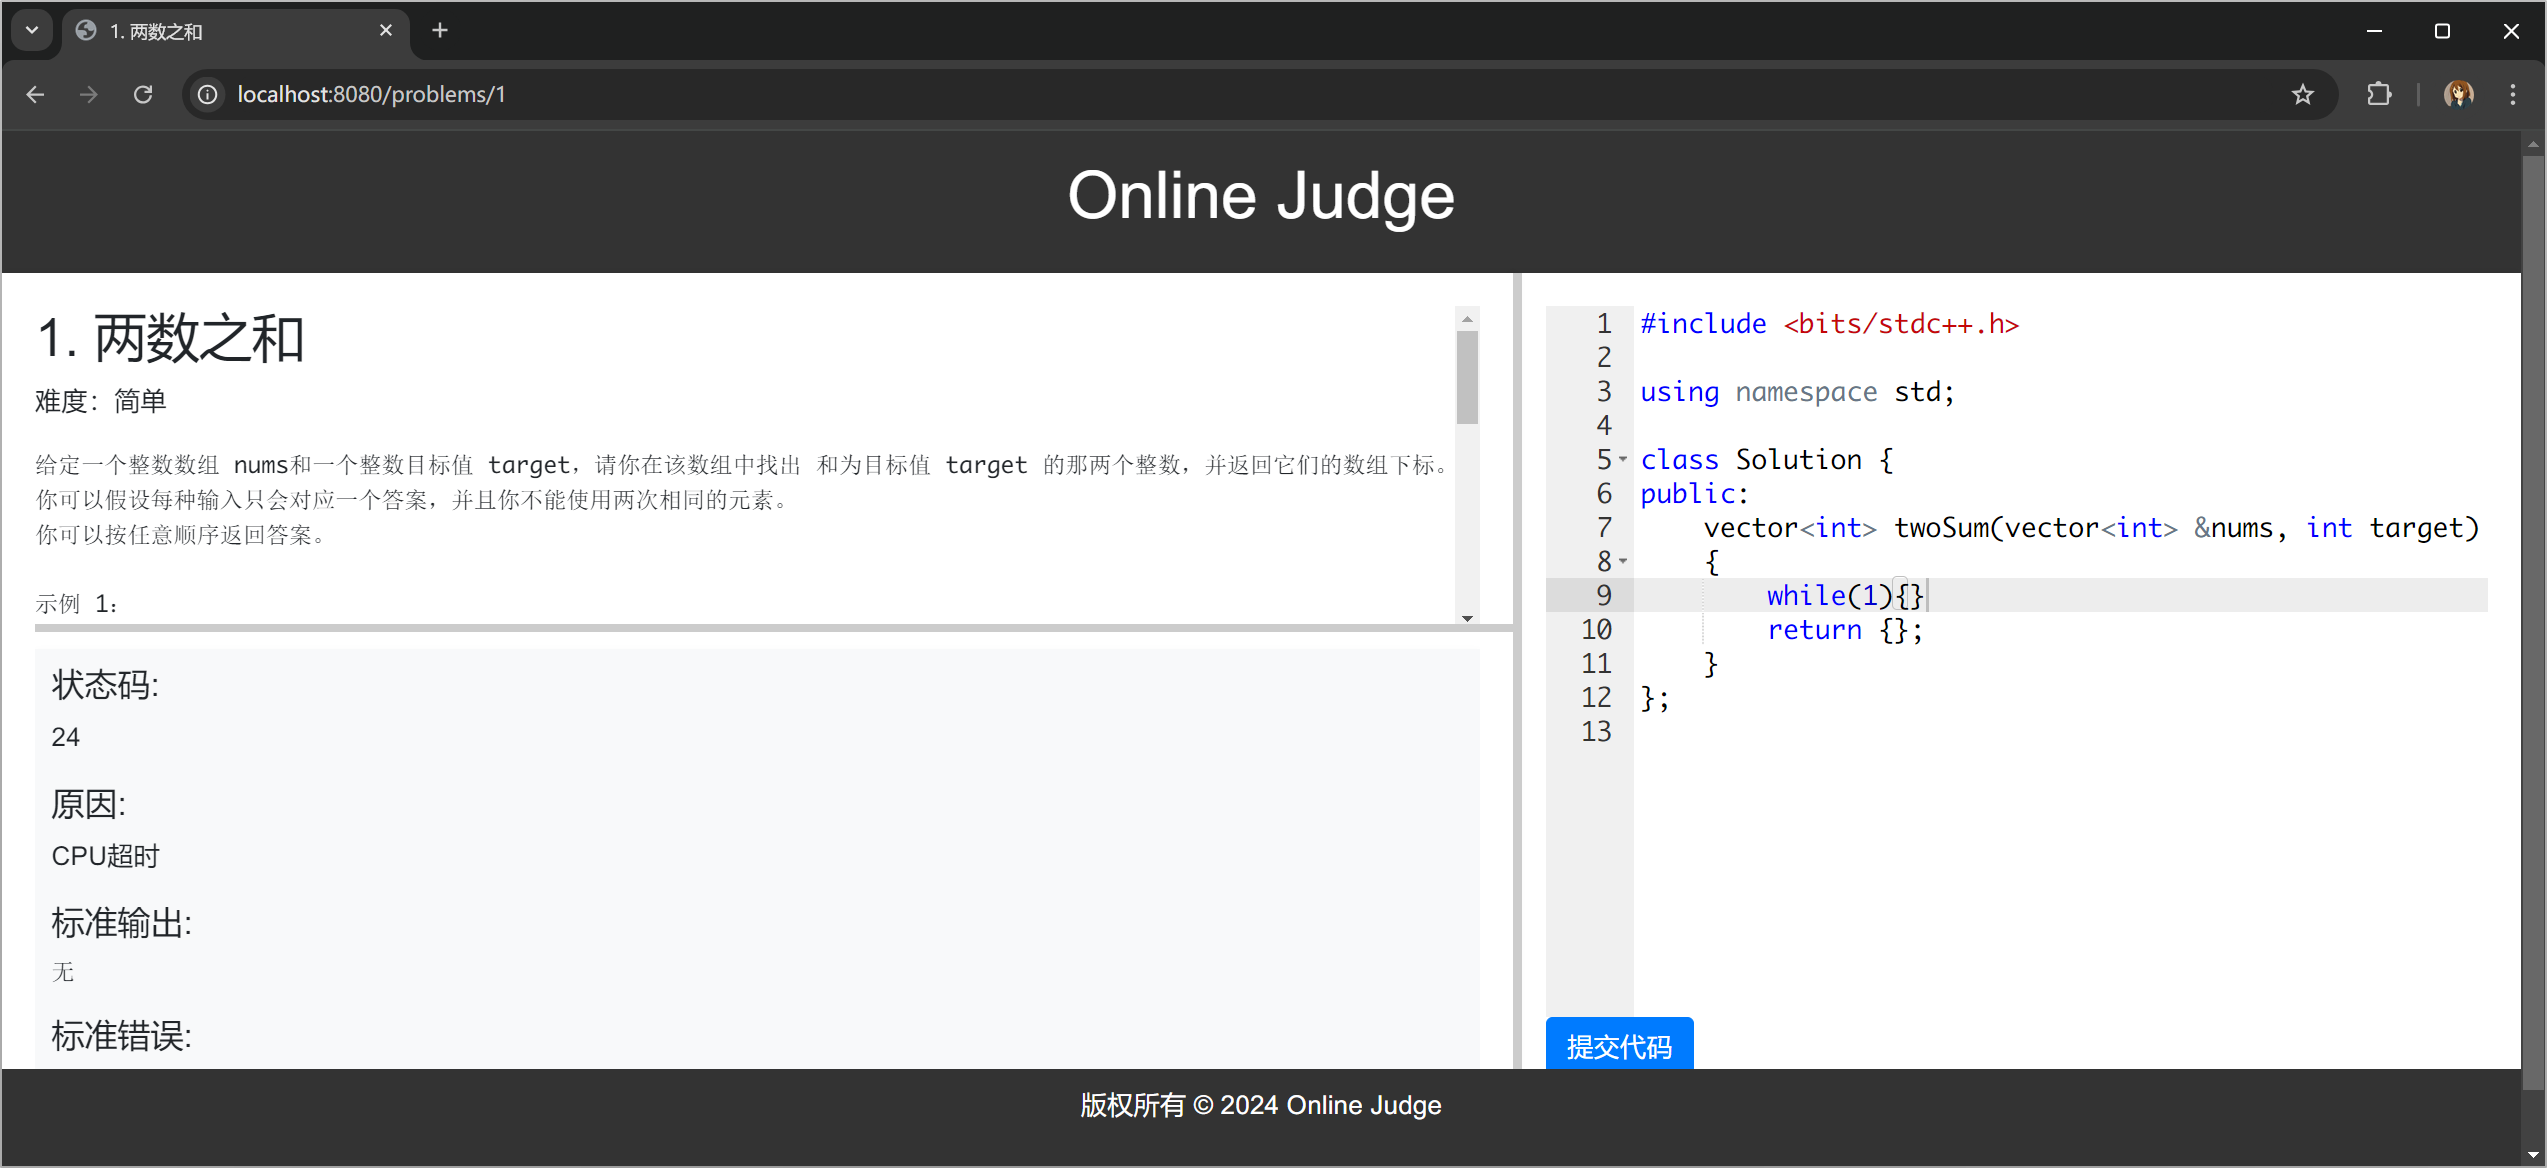 1. 两数之和
localhost:8080/problems/1
Online Judge
1. 两数之和
难度：简单
给定一个整数数组 nums和一个整数目标值 target，请你在该数组中找出 和为目标值 target 的那两个整数，并返回它们的数组下标。
你可以假设每种输入只会对应一个答案，并且你不能使用两次相同的元素。
你可以按任意顺序返回答案。
示例 1：
状态码:
24
原因:
CPU超时
标准输出:
无
标准错误:
1 #include <bits/stdc++.h>
2
3 using namespace std;
4
5 class Solution {
6 public:
7     vector<int> twoSum(vector<int> &nums, int target)
8     {
9         while(1){}
10         return {};
11     }
12 };
13
提交代码
版权所有 © 2024 Online Judge